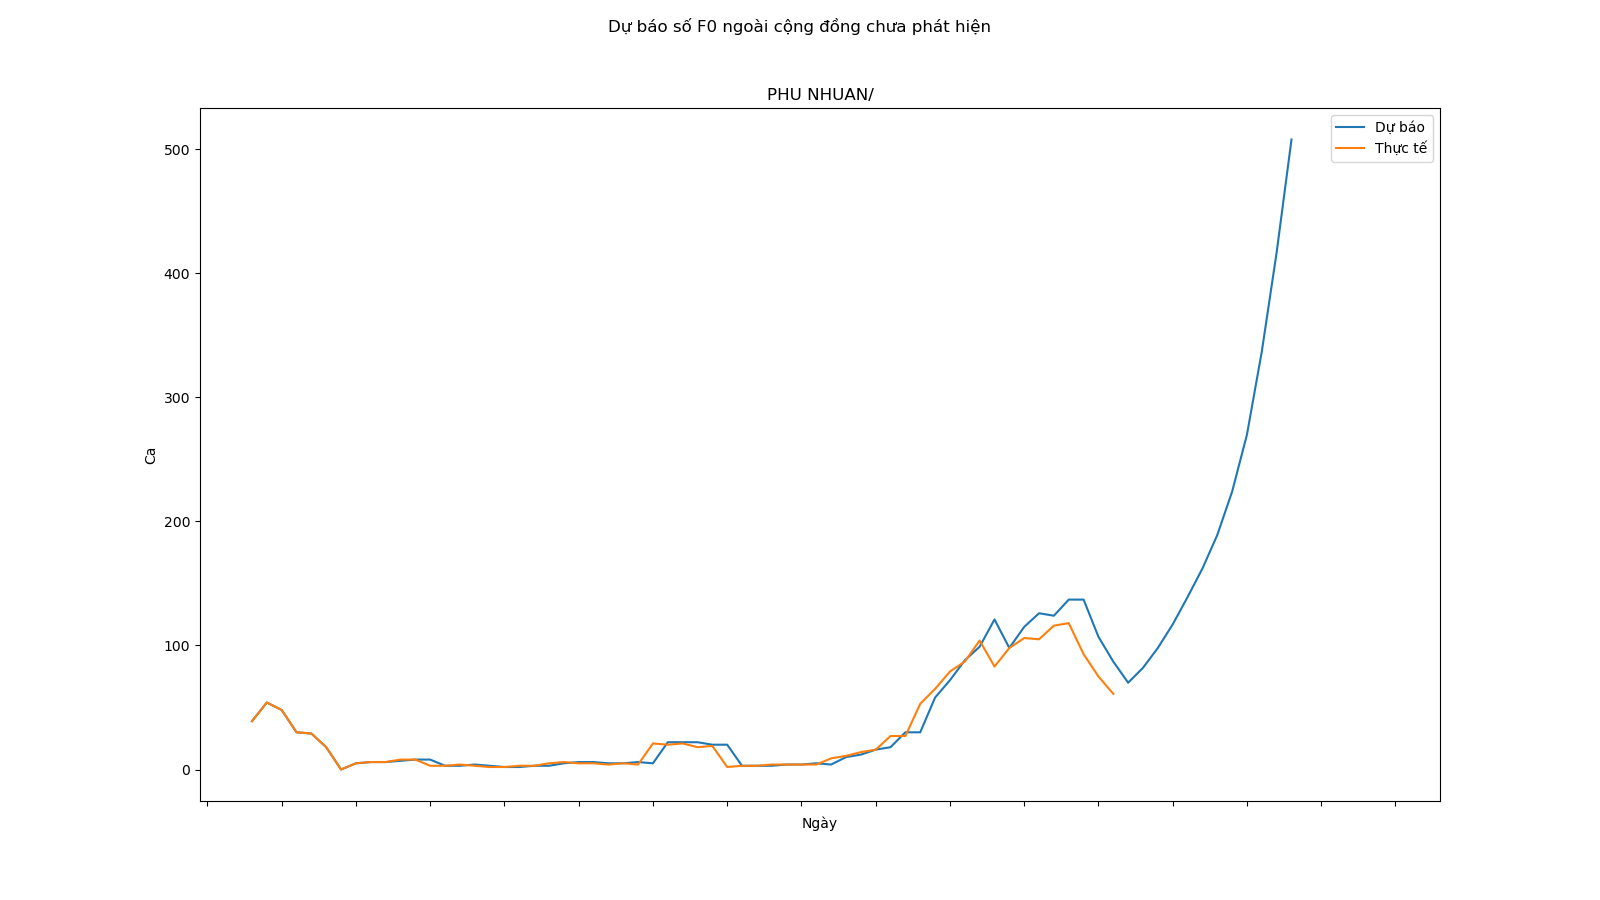 Dự báo số F0 ngoài cộng đồng chưa phát hiện
PHU NHUAN/
Dự báo
Thực tế
500
400
300
200
100
0
Ca
Ngày